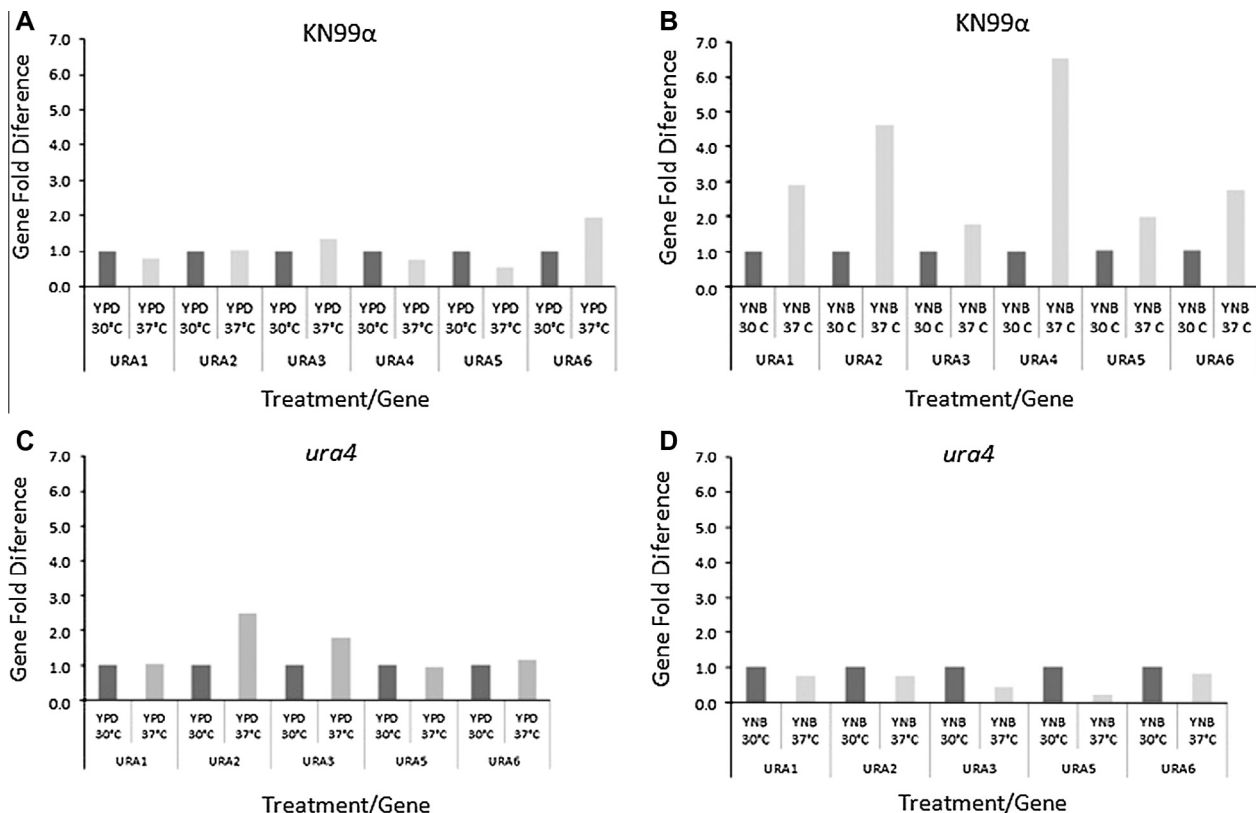 A
KN99α
Gene Fold Diference
7.0
6.0
5.0
4.0
3.0
2.0
1.0
0.0
YPD YPD YPD YPD YPD YPD YPD YPD YPD YPD YPD YPD
30°C 37°C 30°C 37°C 30°C 37°C 30°C 37°C 30°C 37°C 30°C 37°C
URA1 URA2 URA3 URA4 URA5 URA6
Treatment/Gene
B
KN99α
Gene Fold Diference
7.0
6.0
5.0
4.0
3.0
2.0
1.0
0.0
YNB YNB YNB YNB YNB YNB YNB YNB YNB YNB YNB YNB
30 C 37 C 30 C 37 C 30 C 37 C 30 C 37 C 30 C 37 C 30 C 37 C
URA1 URA2 URA3 URA4 URA5 URA6
Treatment/Gene
C
ura4
Gene Fold Diference
7.0
6.0
5.0
4.0
3.0
2.0
1.0
0.0
YPD YPD YPD YPD YPD YPD YPD YPD YPD YPD
30°C 37°C 30°C 37°C 30°C 37°C 30°C 37°C 30°C 37°C
URA1 URA2 URA3 URA5 URA6
Treatment/Gene
D
ura4
Gene Fold Diference
7.0
6.0
5.0
4.0
3.0
2.0
1.0
0.0
YNB YNB YNB YNB YNB YNB YNB YNB YNB YNB
30°C 37°C 30°C 37°C 30°C 37°C 30°C 37°C 30°C 37°C
URA1 URA2 URA3 URA5 URA6
Treatment/Gene